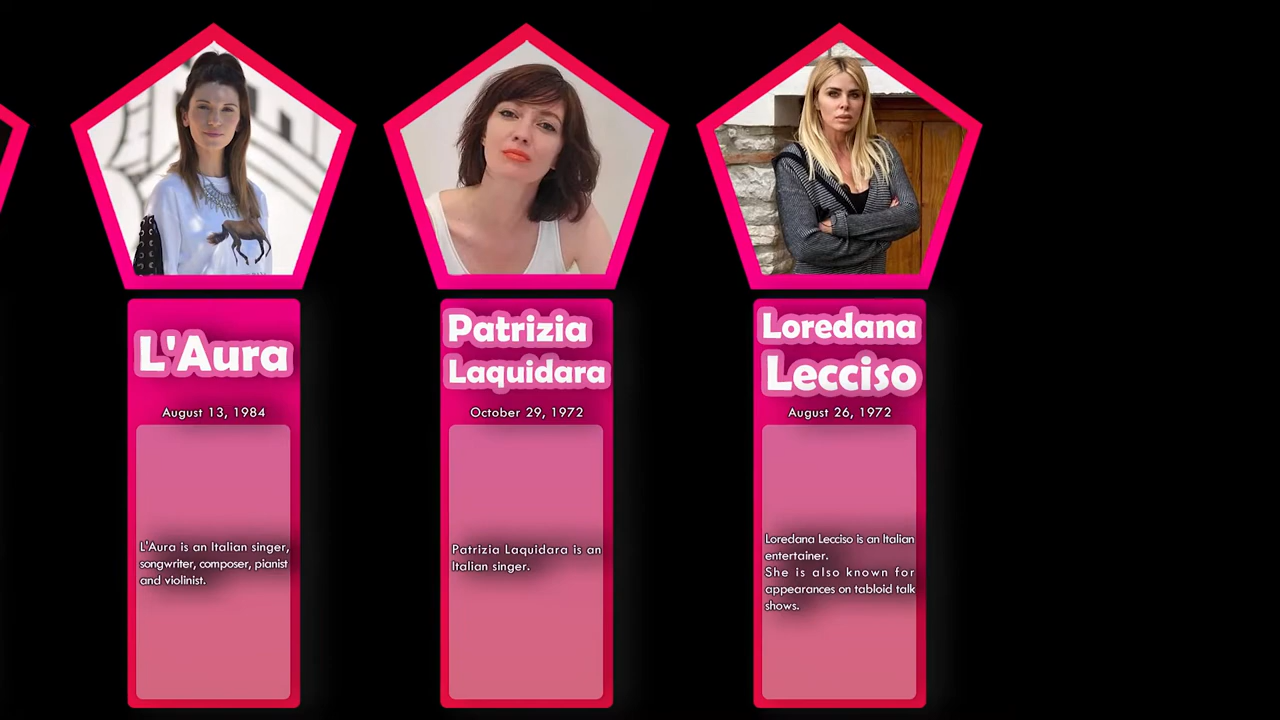 L'Aura
August 13, 1984
L'Aura is an Italian singer,
songwriter, composer, pianist
and violinist.
Patrizia
Laquidara
October 29, 1972
Patrizia Laquidara is an
Italian singer.
Loredana
Lecciso
August 26, 1972
Loredana Lecciso is an Italian
entertainer.
She is also known for
appearances on tabloid talk
shows.